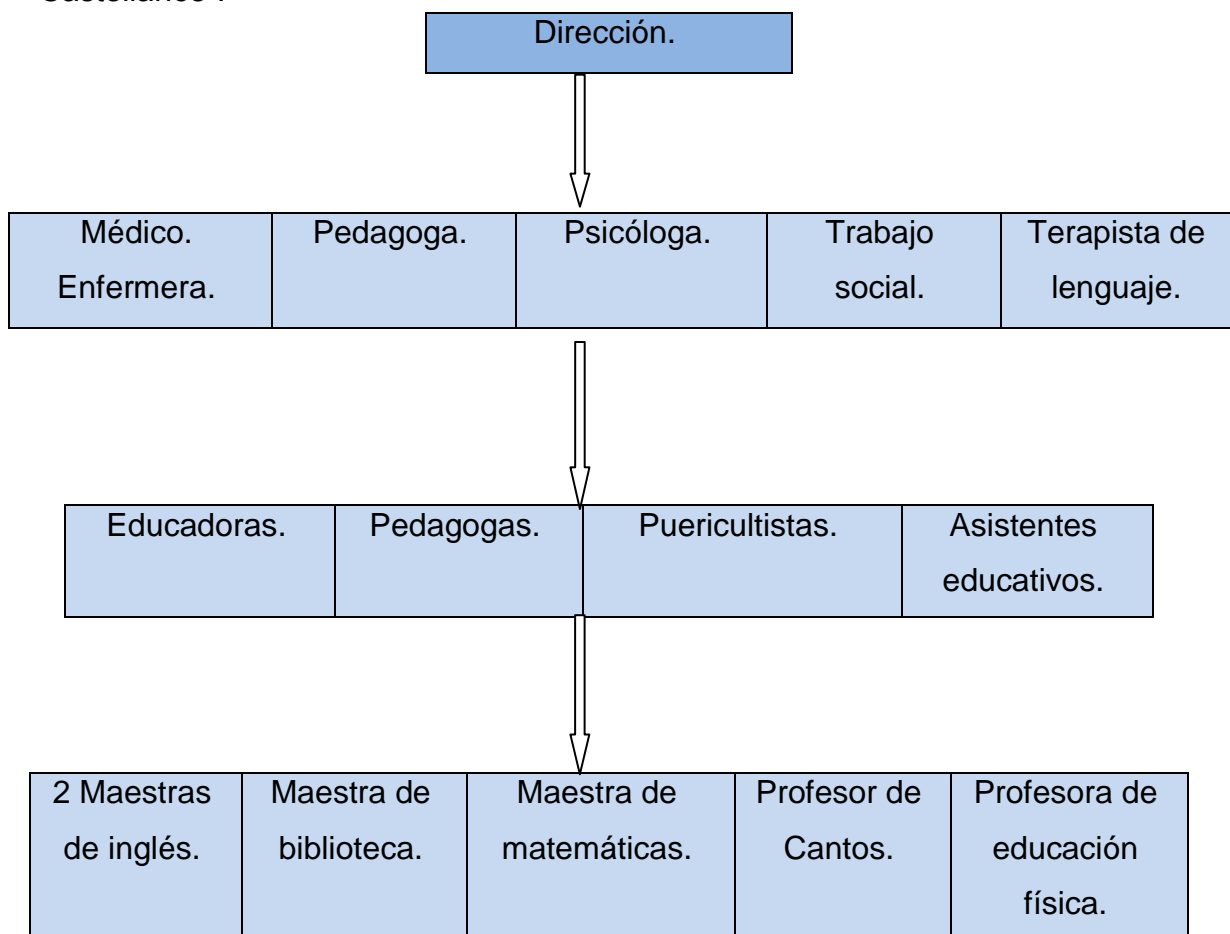 Dirección.
Médico.
Enfermera.
Pedagoga.
Psicóloga.
Trabajo
social.
Terapista de
lenguaje.
Educadoras.
Pedagogas.
Puericultistas.
Asistentes
educativos.
2 Maestras
de inglés.
Maestra de
biblioteca.
Maestra de
matemáticas.
Profesor de
Cantos.
Profesora de
educación
física.